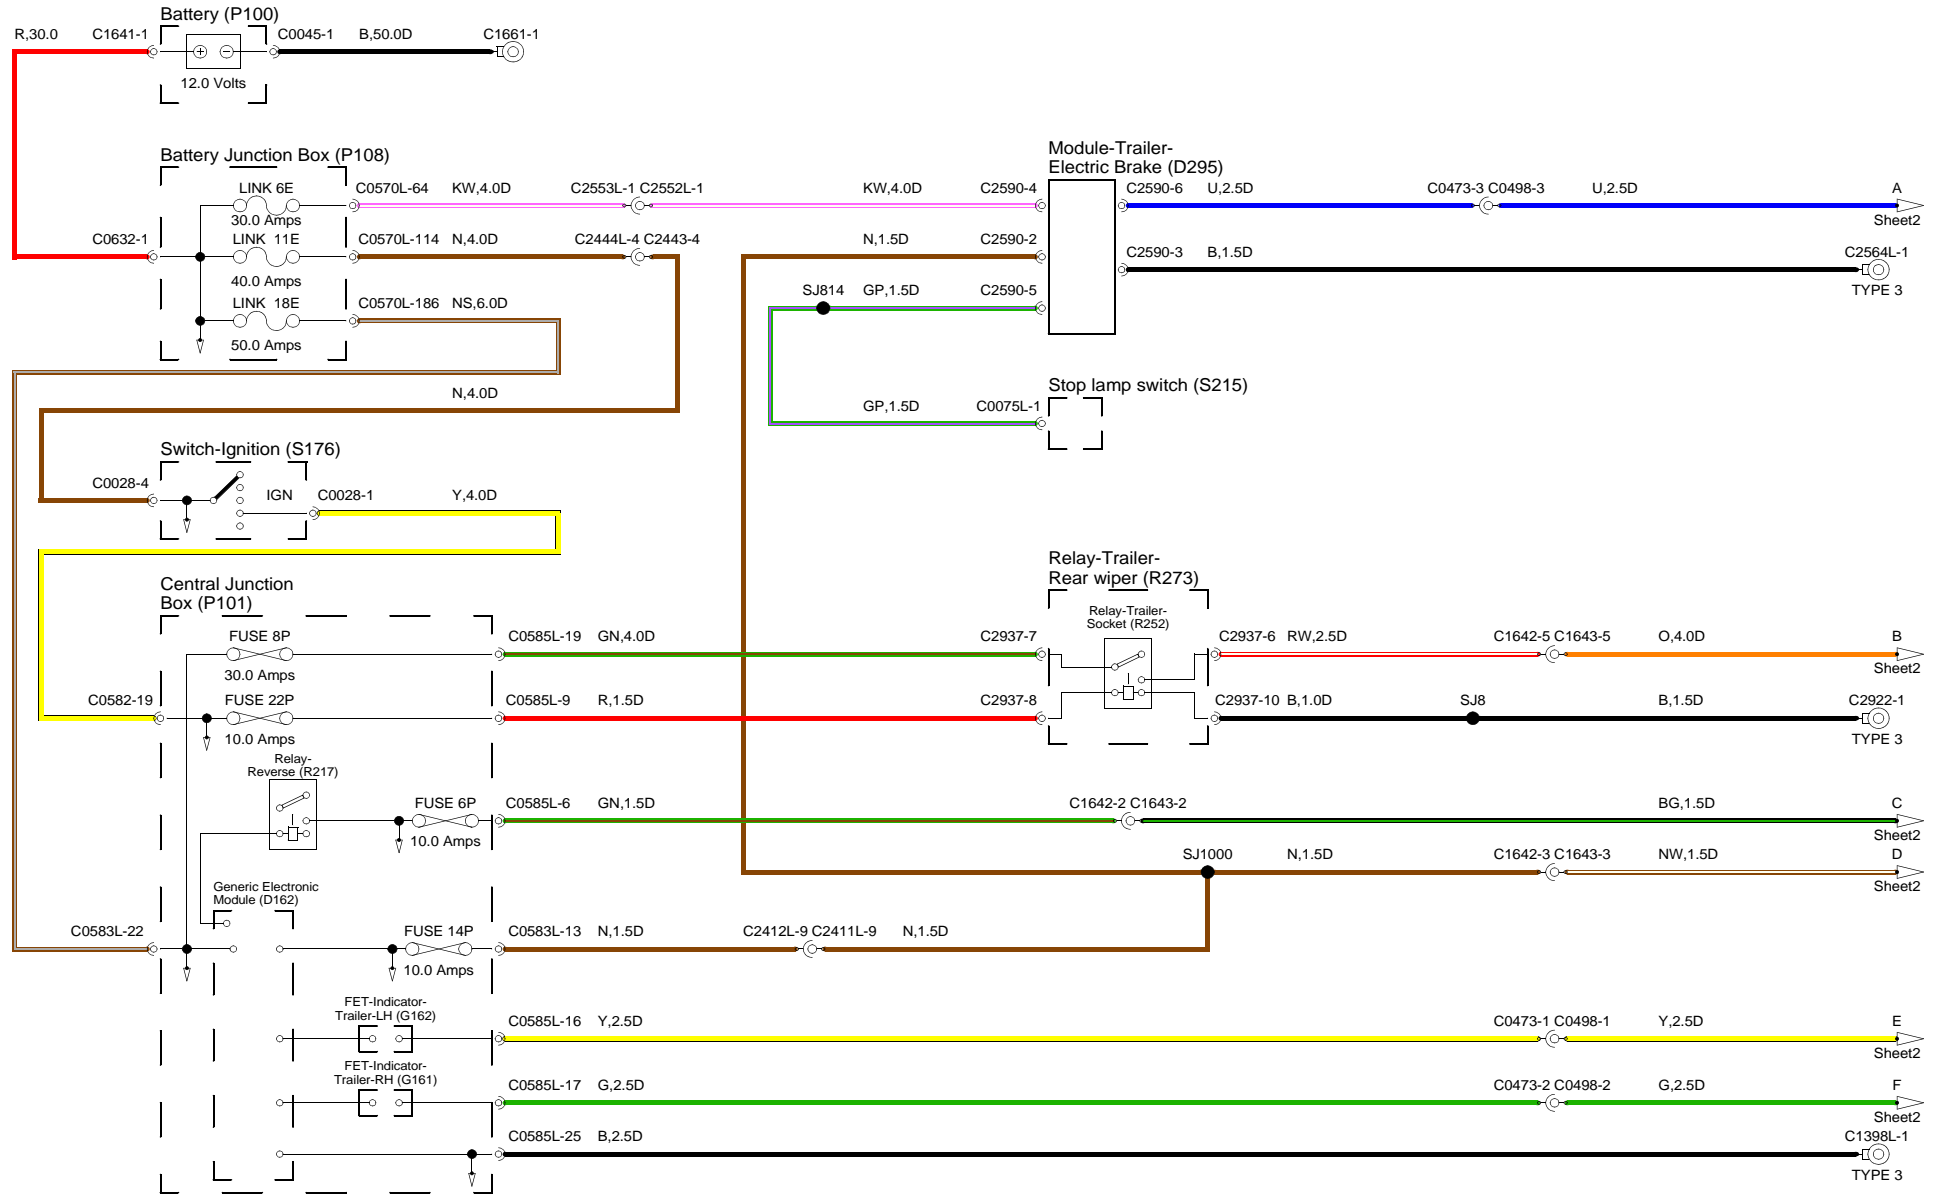 Battery (P100)
R,30.0 C1641-1 C0045-1 B,50.0D C1661-1
12.0 Volts
Battery Junction Box (P108)
Module-Trailer-
Electric Brake (D295)
LINK 6E C0570L-64 KW,4.0D C2553L-1 C2552L-1 KW,4.0D C2590-4 C2590-6 U,2.5D C0473-3 C0498-3 U,2.5D A
30.0 Amps Sheet2
C0632-1 LINK 11E C0570L-114 N,4.0D C2444L-4 C2443-4 N,1.5D C2590-2 C2590-3 B,1.5D C2564L-1
40.0 Amps
SJ814 GP,1.5D C2590-5 TYPE 3
LINK 18E C0570L-186 NS,6.0D
50.0 Amps
N,4.0D
Stop lamp switch (S215)
GP,1.5D C0075L-1
Switch-Ignition (S176)
C0028-4 IGN C0028-1 Y,4.0D
Relay-Trailer-
Rear wiper (R273)
Central Junction
Box (P101)
Relay-Trailer-
Socket (R252)
FUSE 8P C0585L-19 GN,4.0D C2937-7 C2937-6 RW,2.5D C1642-5 C1643-5 O,4.0D B
30.0 Amps Sheet2
C0582-19 FUSE 22P C0585L-9 R,1.5D C2937-8 C2937-10 B,1.0D SJ8 B,1.5D C2922-1
10.0 Amps TYPE 3
Relay-
Reverse (R217)
FUSE 6P C0585L-6 GN,1.5D C1642-2 C1643-2 BG,1.5D C
10.0 Amps Sheet2
SJ1000 N,1.5D C1642-3 C1643-3 NW,1.5D D
Sheet2
Generic Electronic
Module (D162)
C0583L-22 FUSE 14P C0583L-13 N,1.5D C2412L-9 C2411L-9 N,1.5D
10.0 Amps
FET-Indicator-
Trailer-LH (G162)
C0585L-16 Y,2.5D C0473-1 C0498-1 Y,2.5D E
Sheet2
FET-Indicator-
Trailer-RH (G161)
C0585L-17 G,2.5D C0473-2 C0498-2 G,2.5D F
Sheet2
C0585L-25 B,2.5D C1398L-1
TYPE 3